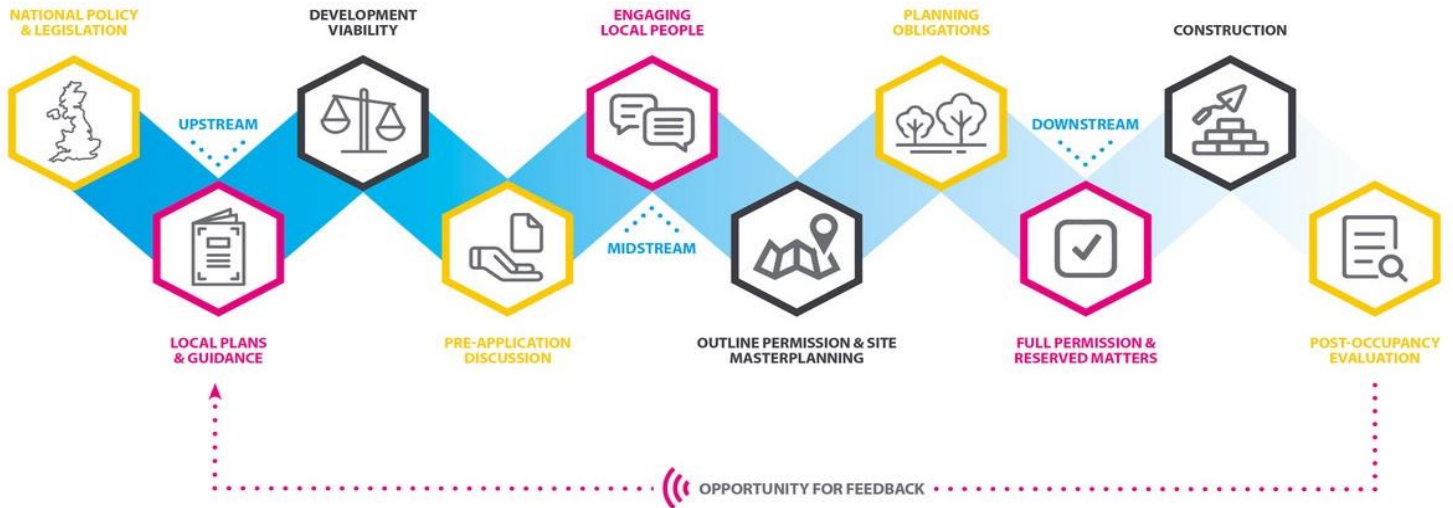 NATIONAL POLICY
& LEGISLATION
DEVELOPMENT
VIABILITY
ENGAGING
LOCAL PEOPLE
PLANNING
OBLIGATIONS
CONSTRUCTION
UPSTREAM
DOWNSTREAM
MIDSTREAM
LOCAL PLANS
& GUIDANCE
PRE-APPLICATION
DISCUSSION
OUTLINE PERMISSION & SITE
MASTERPLANNING
FULL PERMISSION &
RESERVED MATTERS
POST-OCCUPANCY
EVALUATION
OPPORTUNITY FOR FEEDBACK